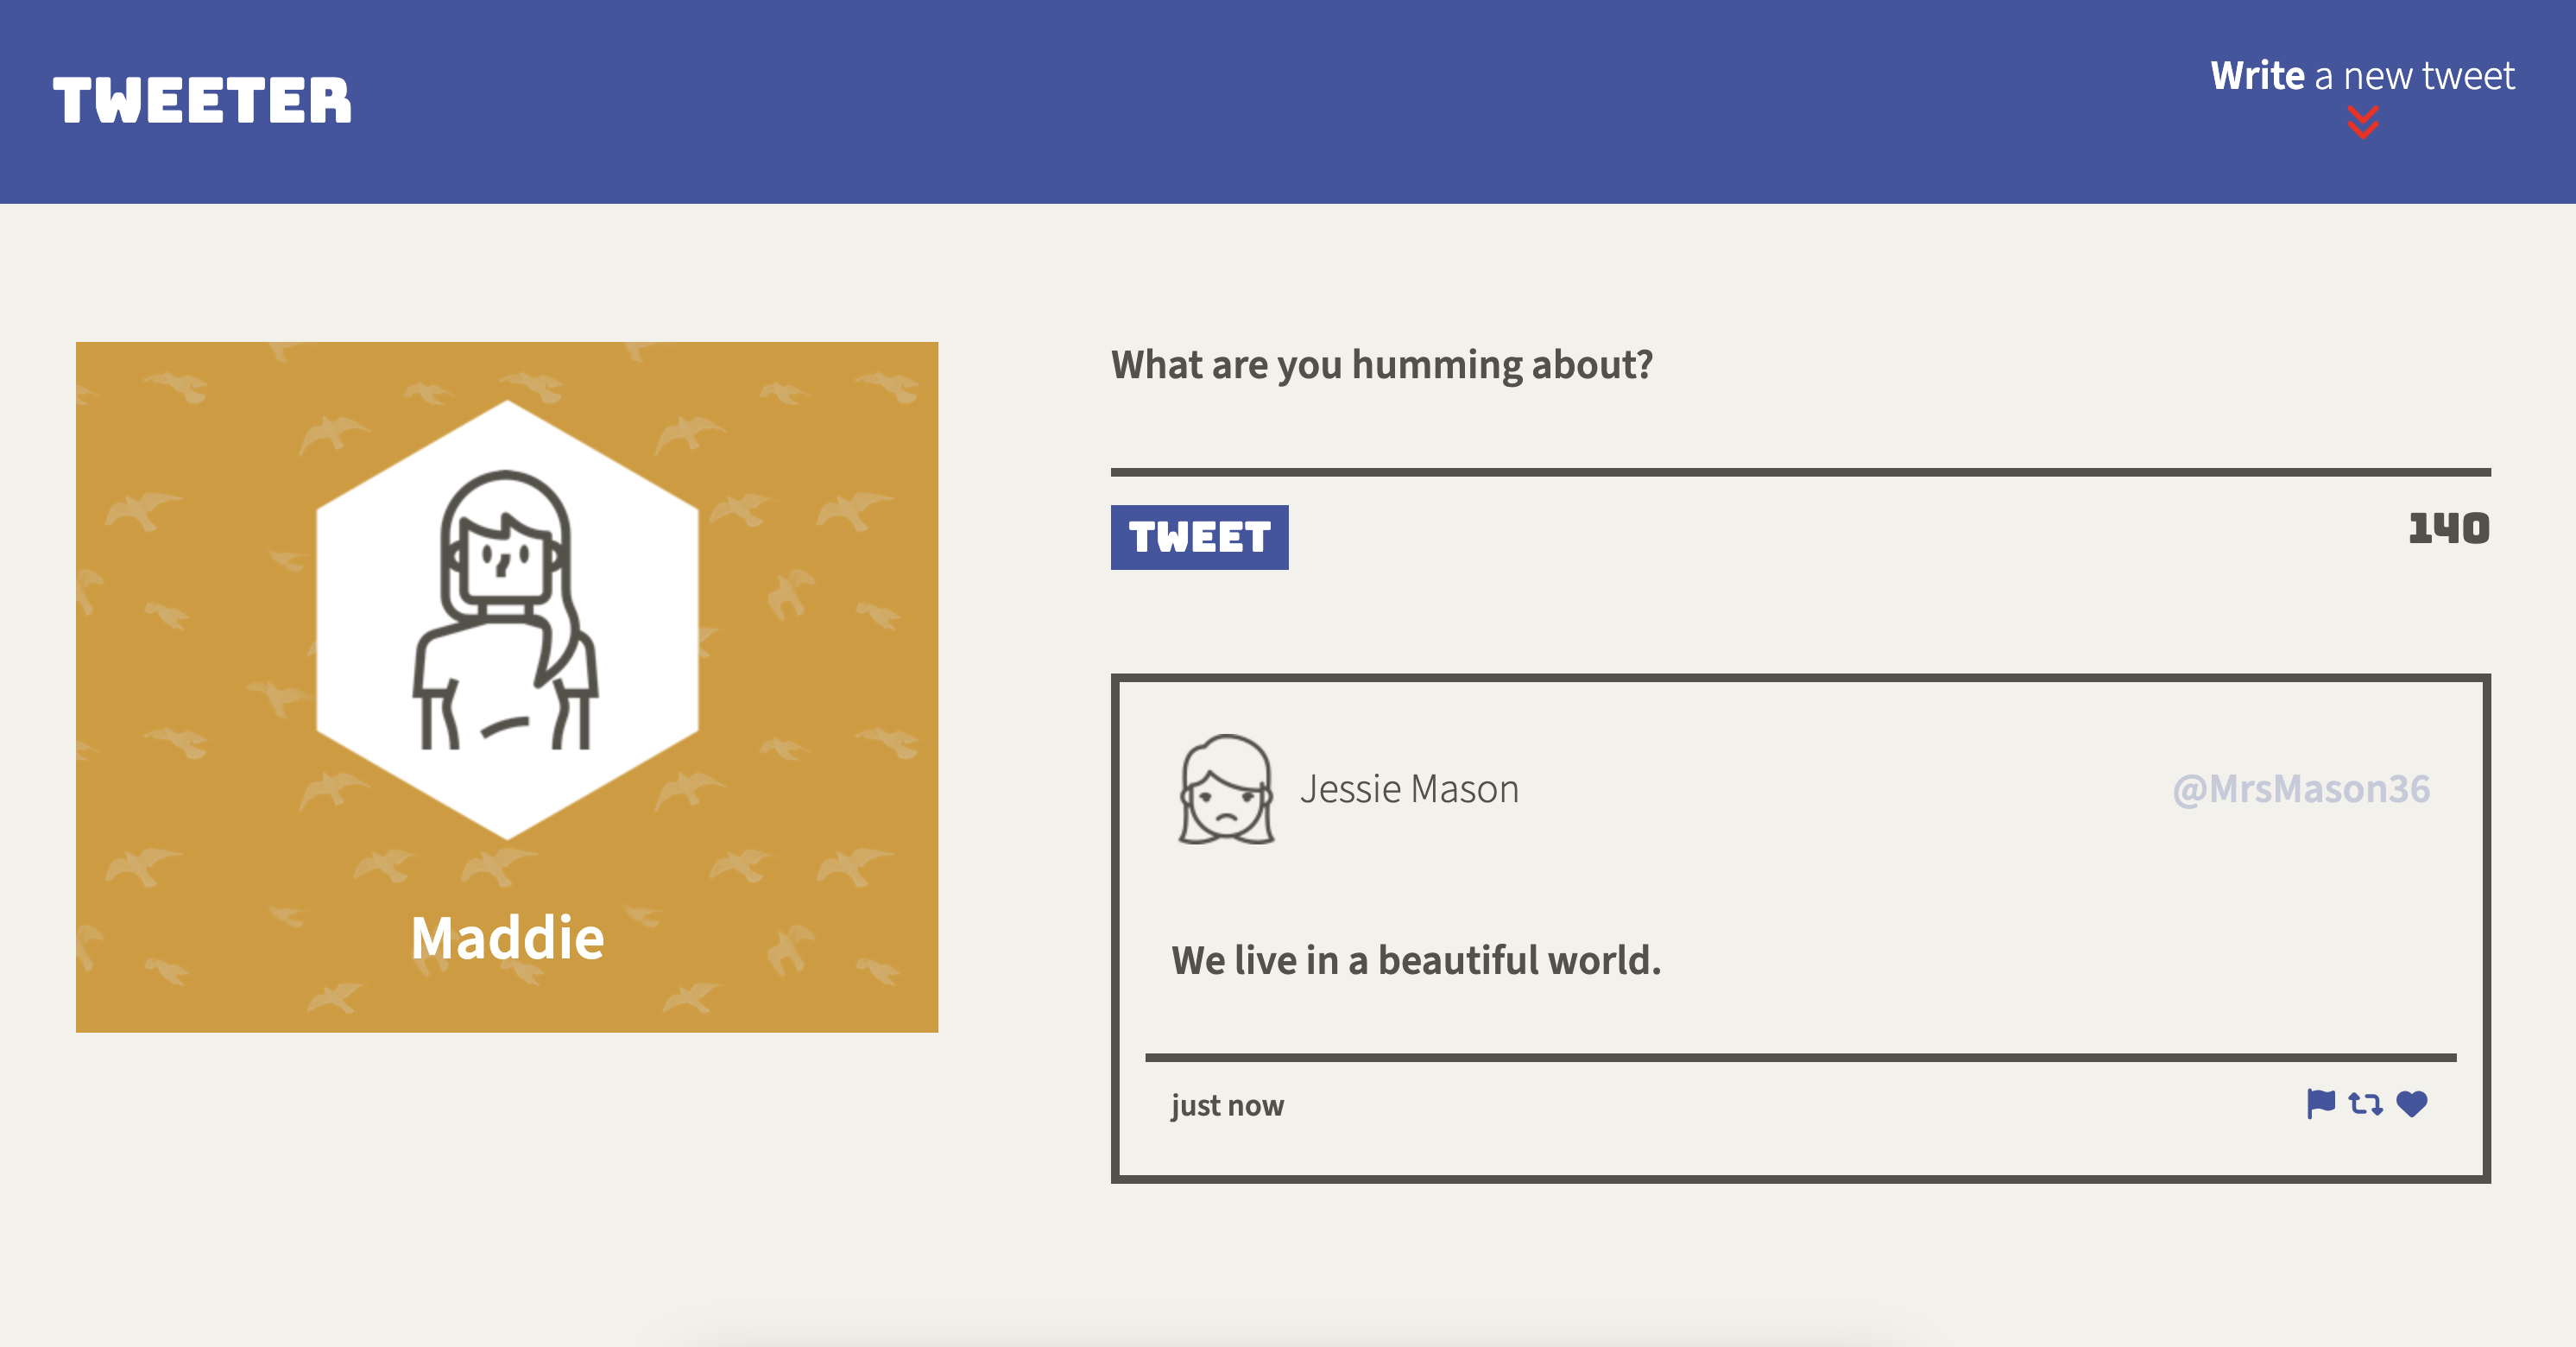 TWEETER
Write a new tweet
Maddie
What are you humming about?
TWEET
140
Jessie Mason
@MrsMason36
We live in a beautiful world.
just now